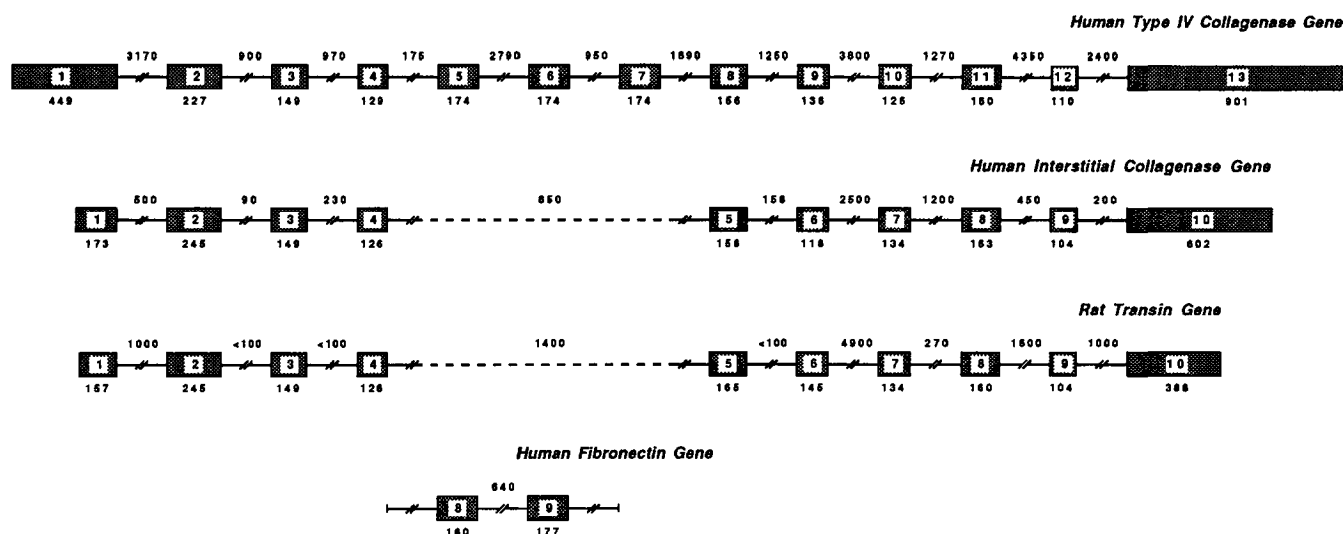 Human Type IV Collagenase Gene
3170 900 970 175 2790 950 1690 1250 3800 1270 4350 2400
1 2 3 4 5 6 7 8 9 10 11 12 13
449 227 149 129 174 174 174 156 136 125 150 110 901
Human Interstitial Collagenase Gene
500 90 230 850 156 2500 1200 450 200
1 2 3 4 5 6 7 8 9 10
173 245 149 126 156 118 134 153 104 602
Rat Transin Gene
1000 <100 <100 1400 <100 4900 270 1500 1000
1 2 3 4 5 6 7 8 9 10
157 245 149 126 165 145 134 160 104 386
Human Fibronectin Gene
640
8 9
180 177